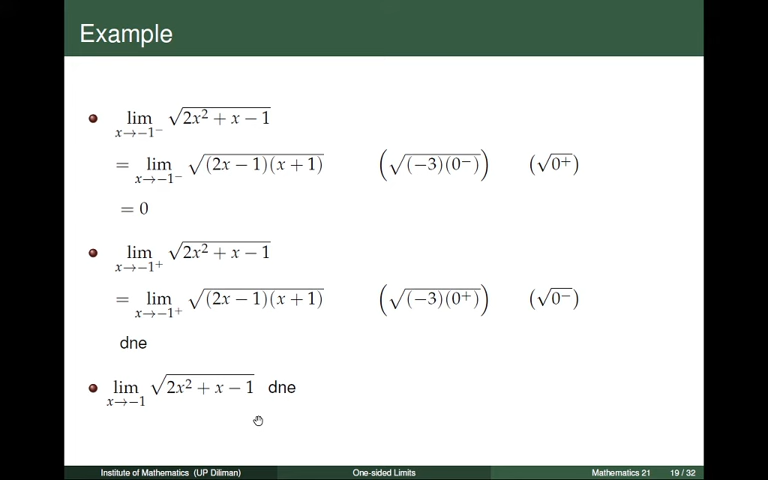 Example
lim x→−1⁻ √(2x² + x − 1)
= lim x→−1⁻ √((2x − 1)(x + 1)) (√((−3)(0⁻))) (√0⁺)
= 0
lim x→−1⁺ √(2x² + x − 1)
= lim x→−1⁺ √((2x − 1)(x + 1)) (√((−3)(0⁺))) (√0⁻)
dne
lim x→−1 √(2x² + x − 1) dne
Institute of Mathematics (UP Diliman) One-sided Limits Mathematics 21 19 / 32